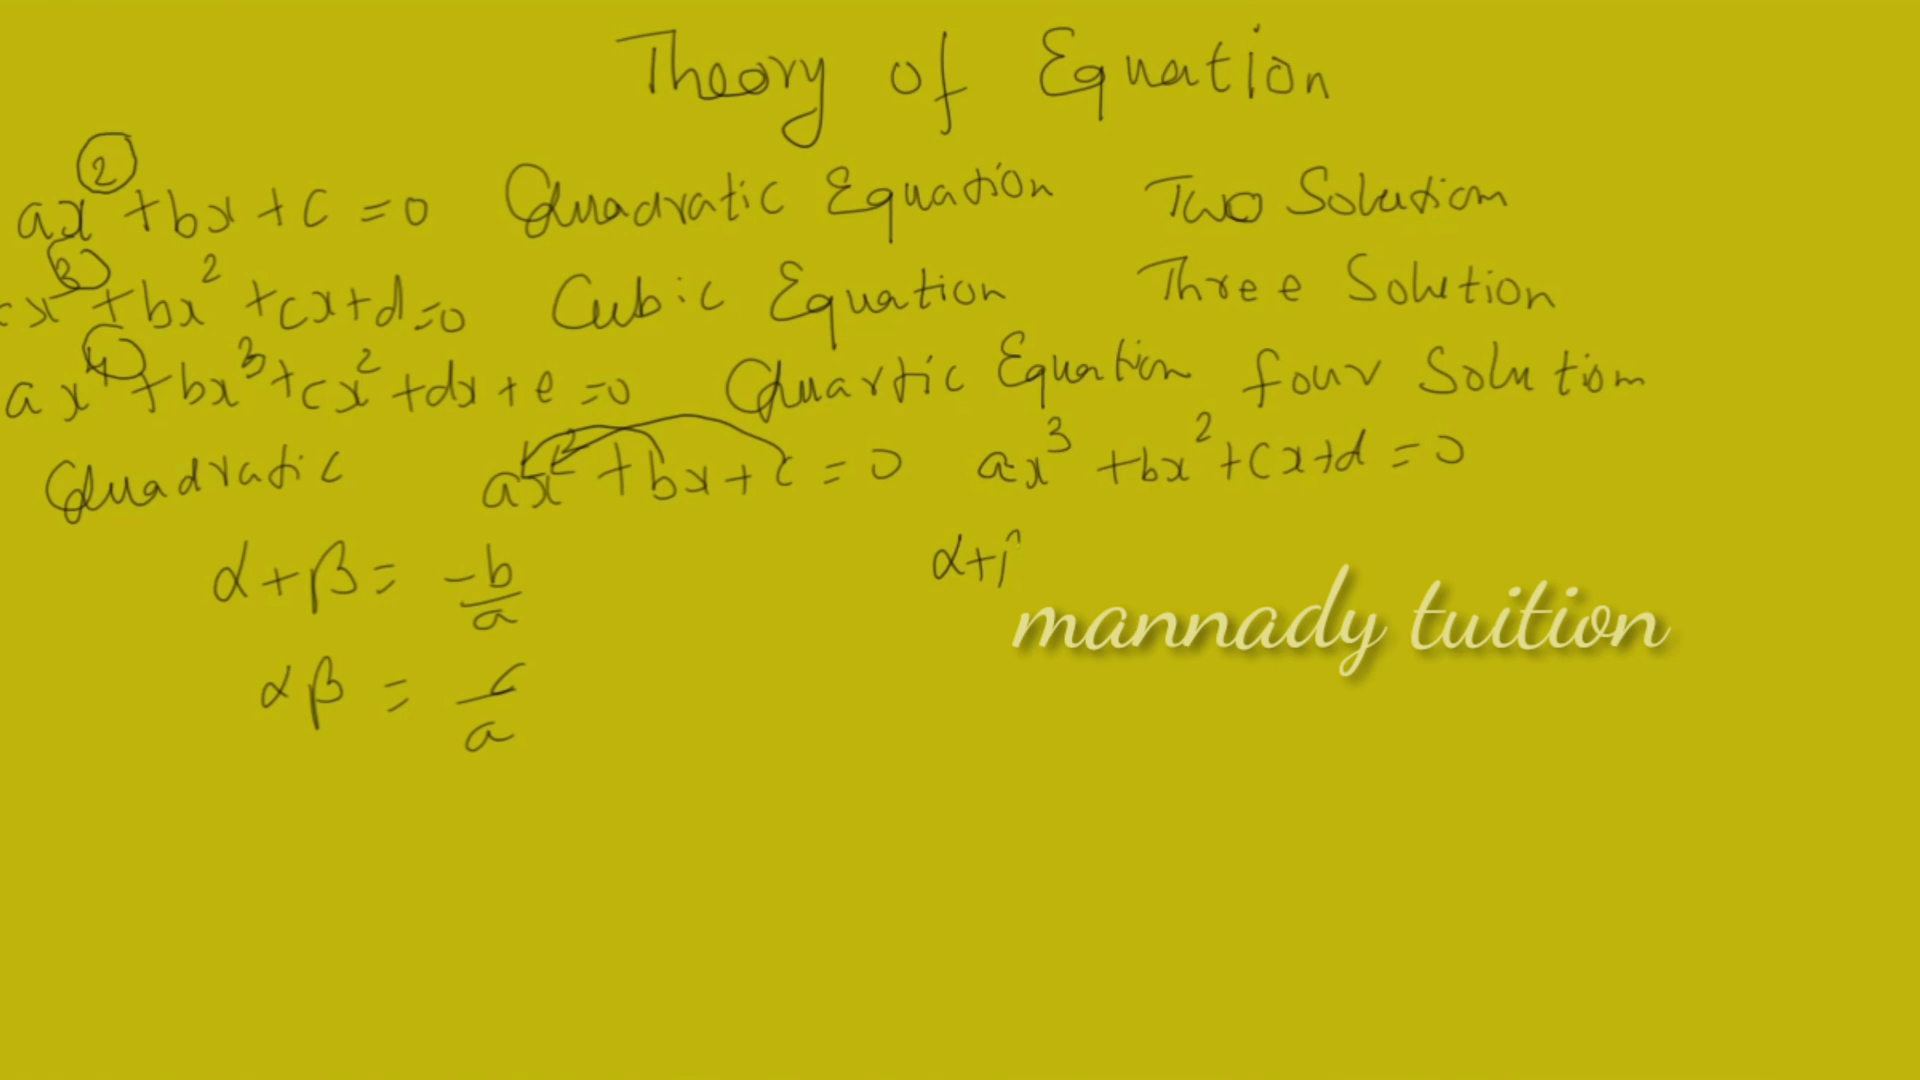 Theory of Equation
ax² + bx + c = 0 Quadratic Equation Two Solution
x³ + bx² + cx + d = 0 Cubic Equation Three Solution
ax⁴ + bx³ + cx² + dx + e = 0 Quartic Equation four Solution
Quadratic ax² + bx + c = 0 ax³ + bx² + cx + d = 0
α + β = -b/a α +
αβ = c/a
mannady tuition